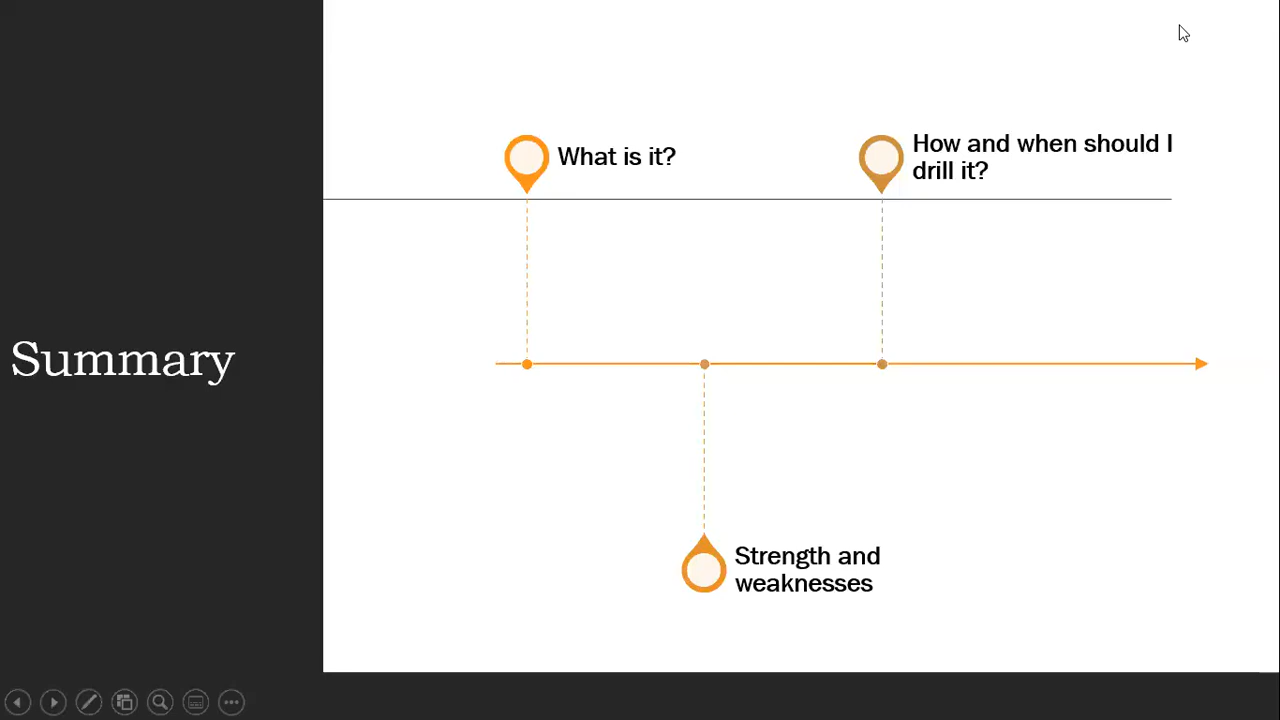 Summary
What is it?
How and when should I
drill it?
Strength and
weaknesses